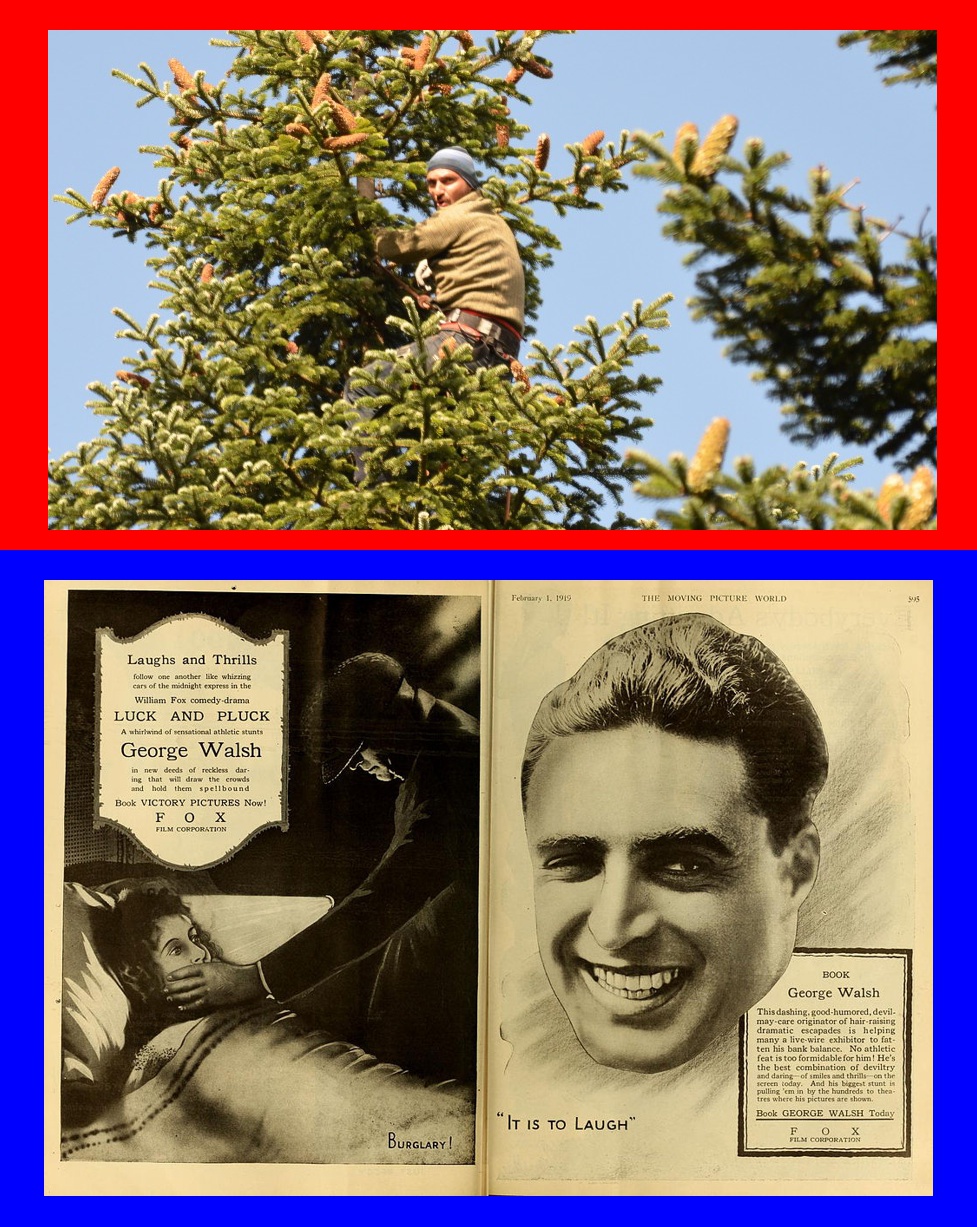 Laughs and Thrills
follow one another like whizzing
cars of the midnight express in the
William Fox comedy-drama
LUCK AND PLUCK
A whirlwind of sensational athletic stunts
George Walsh
in new deeds of reckless dar-
ing that will draw the crowds
and hold them spellbound
Book VICTORY PICTURES Now!
FOX
FILM CORPORATION
BURGLARY!
February 1, 1919 THE MOVING PICTURE WORLD 595
"IT IS TO LAUGH"
BOOK
George Walsh
This dashing, good-humored, devil-
may-care originator of hair-raising
dramatic escapades is helping
many a live-wire exhibitor to fat-
ten his bank balance. No athletic
feat is too formidable for him! He's
the best combination of deviltry
and daring—of smiles and thrills—on the
screen today. And his biggest stunt is
pulling 'em in by the hundreds to thea-
tres where his pictures are shown.
Book GEORGE WALSH Today
FOX
FILM CORPORATION